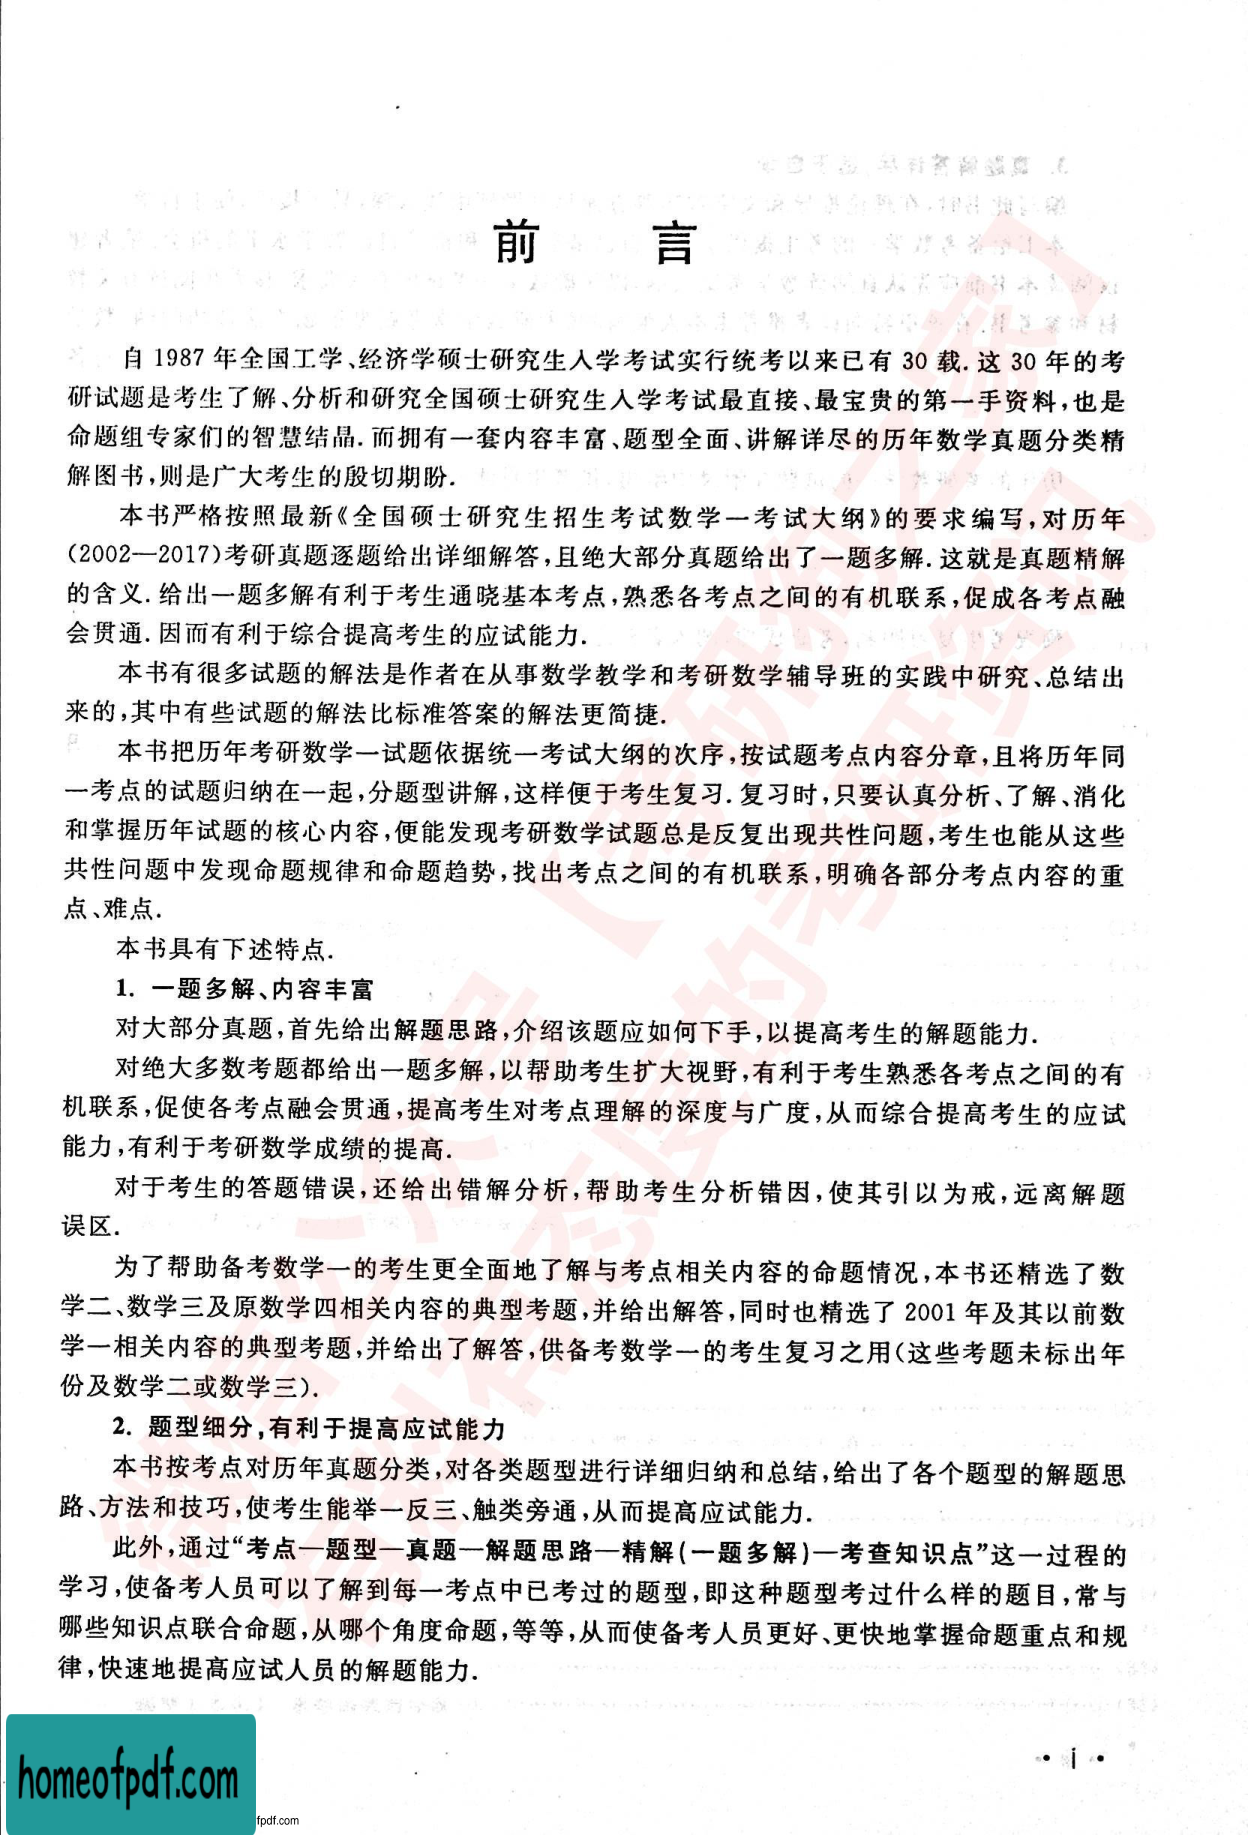 前 言
自 1987 年全国工学、经济学硕士研究生入学考试实行统考以来已有 30 载. 这 30 年的考
研试题是考生了解、分析和研究全国硕士研究生入学考试最直接、最宝贵的第一手资料,也是
命题组专家们的智慧结晶. 而拥有一套内容丰富、题型全面、讲解详尽的历年数学真题分类精
解图书,则是广大考生的殷切期盼.
本书严格按照最新《全国硕士研究生招生考试数学一考试大纲》的要求编写,对历年
(2002—2017)考研真题逐题给出详细解答,且绝大部分真题给出了一题多解. 这就是真题精解
的含义. 给出一题多解有利于考生通晓基本考点,熟悉各考点之间的有机联系,促成各考点融
会贯通. 因而有利于综合提高考生的应试能力.
本书有很多试题的解法是作者在从事数学教学和考研数学辅导班的实践中研究、总结出
来的,其中有些试题的解法比标准答案的解法更简捷.
本书把历年考研数学一试题依据统一考试大纲的次序,按试题考点内容分章,且将历年同
一考点的试题归纳在一起,分题型讲解,这样便于考生复习. 复习时,只要认真分析、了解、消化
和掌握历年试题的核心内容,便能发现考研数学试题总是反复出现共性问题,考生也能从这些
共性问题中发现命题规律和命题趋势,找出考点之间的有机联系,明确各部分考点内容的重
点、难点.
本书具有下述特点.
1. 一题多解、内容丰富
对大部分真题,首先给出解题思路,介绍该题应如何下手,以提高考生的解题能力.
对绝大多数考题都给出一题多解,以帮助考生扩大视野,有利于考生熟悉各考点之间的有
机联系,促使各考点融会贯通,提高考生对考点理解的深度与广度,从而综合提高考生的应试
能力,有利于考研数学成绩的提高.
对于考生的答题错误,还给出错解分析,帮助考生分析错因,使其引以为戒,远离解题
误区.
为了帮助备考数学一的考生更全面地了解与考点相关内容的命题情况,本书还精选了数
学二、数学三及原数学四相关内容的典型考题,并给出解答,同时也精选了 2001 年及其以前数
学一相关内容的典型考题,并给出了解答,供备考数学一的考生复习之用(这些考题未标出年
份及数学二或数学三).
2. 题型细分,有利于提高应试能力
本书按考点对历年真题分类,对各类题型进行详细归纳和总结,给出了各个题型的解题思
路、方法和技巧,使考生能举一反三、触类旁通,从而提高应试能力.
此外,通过“考点—题型—真题—解题思路—精解(一题多解)—考查知识点”这一过程的
学习,使备考人员可以了解到每一考点中已考过的题型,即这种题型考过什么样的题目,常与
哪些知识点联合命题,从哪个角度命题,等等,从而使备考人员更好、更快地掌握命题重点和规
律,快速地提高应试人员的解题能力.
· i ·
homeofpdf.com
fpdf.com
微信公众号【考研狗之家】
有料有态度的考研资讯